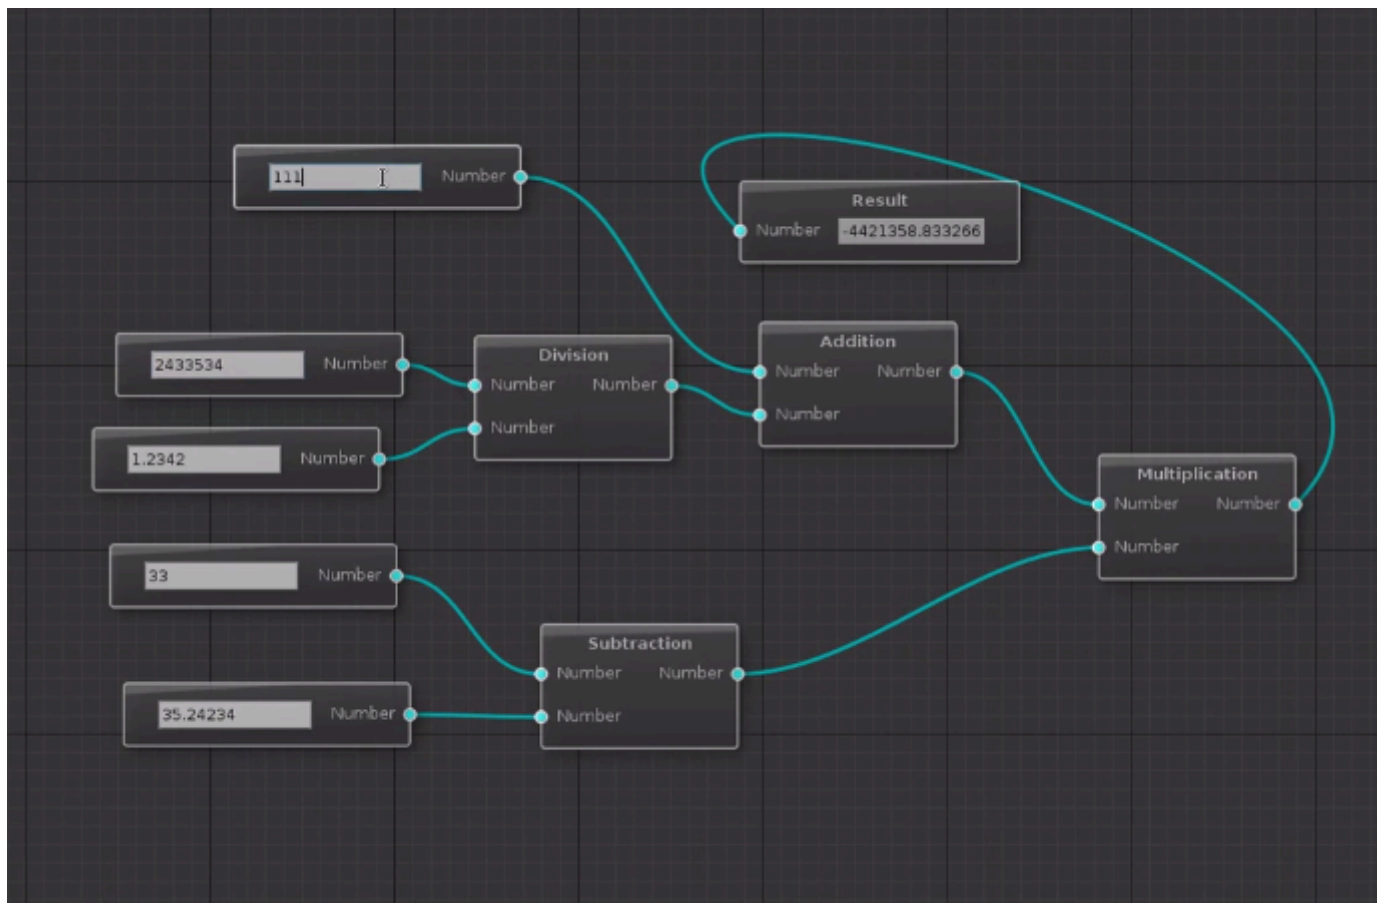 111 Number
Result
Number -4421358.833266
2433534 Number
Division
Number Number
Number
Addition
Number Number
Number
1.2342 Number
Multiplication
Number Number
Number
33 Number
Subtraction
Number Number
Number
35.24234 Number